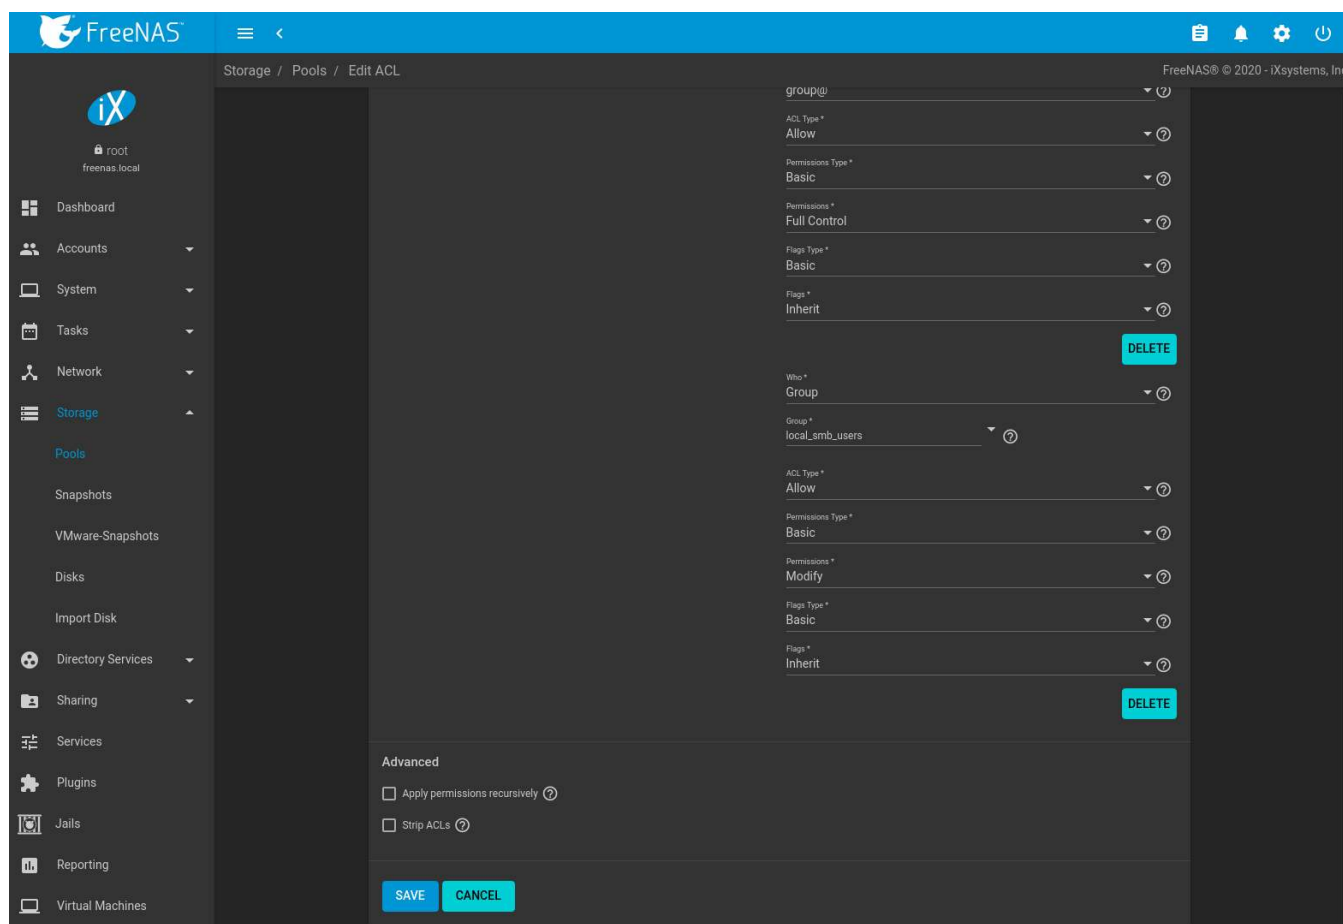 FreeNAS™
Storage / Pools / Edit ACL
FreeNAS® © 2020 - iXsystems, Inc
iX
root
freenas.local
Dashboard
Accounts
System
Tasks
Network
Storage
Pools
Snapshots
VMware-Snapshots
Disks
Import Disk
Directory Services
Sharing
Services
Plugins
Jails
Reporting
Virtual Machines
group@
ACL Type *
Allow
Permissions Type *
Basic
Permissions *
Full Control
Flags Type *
Basic
Flags *
Inherit
DELETE
Who *
Group
Group *
local_smb_users
ACL Type *
Allow
Permissions Type *
Basic
Permissions *
Modify
Flags Type *
Basic
Flags *
Inherit
DELETE
Advanced
Apply permissions recursively
Strip ACLs
SAVE CANCEL